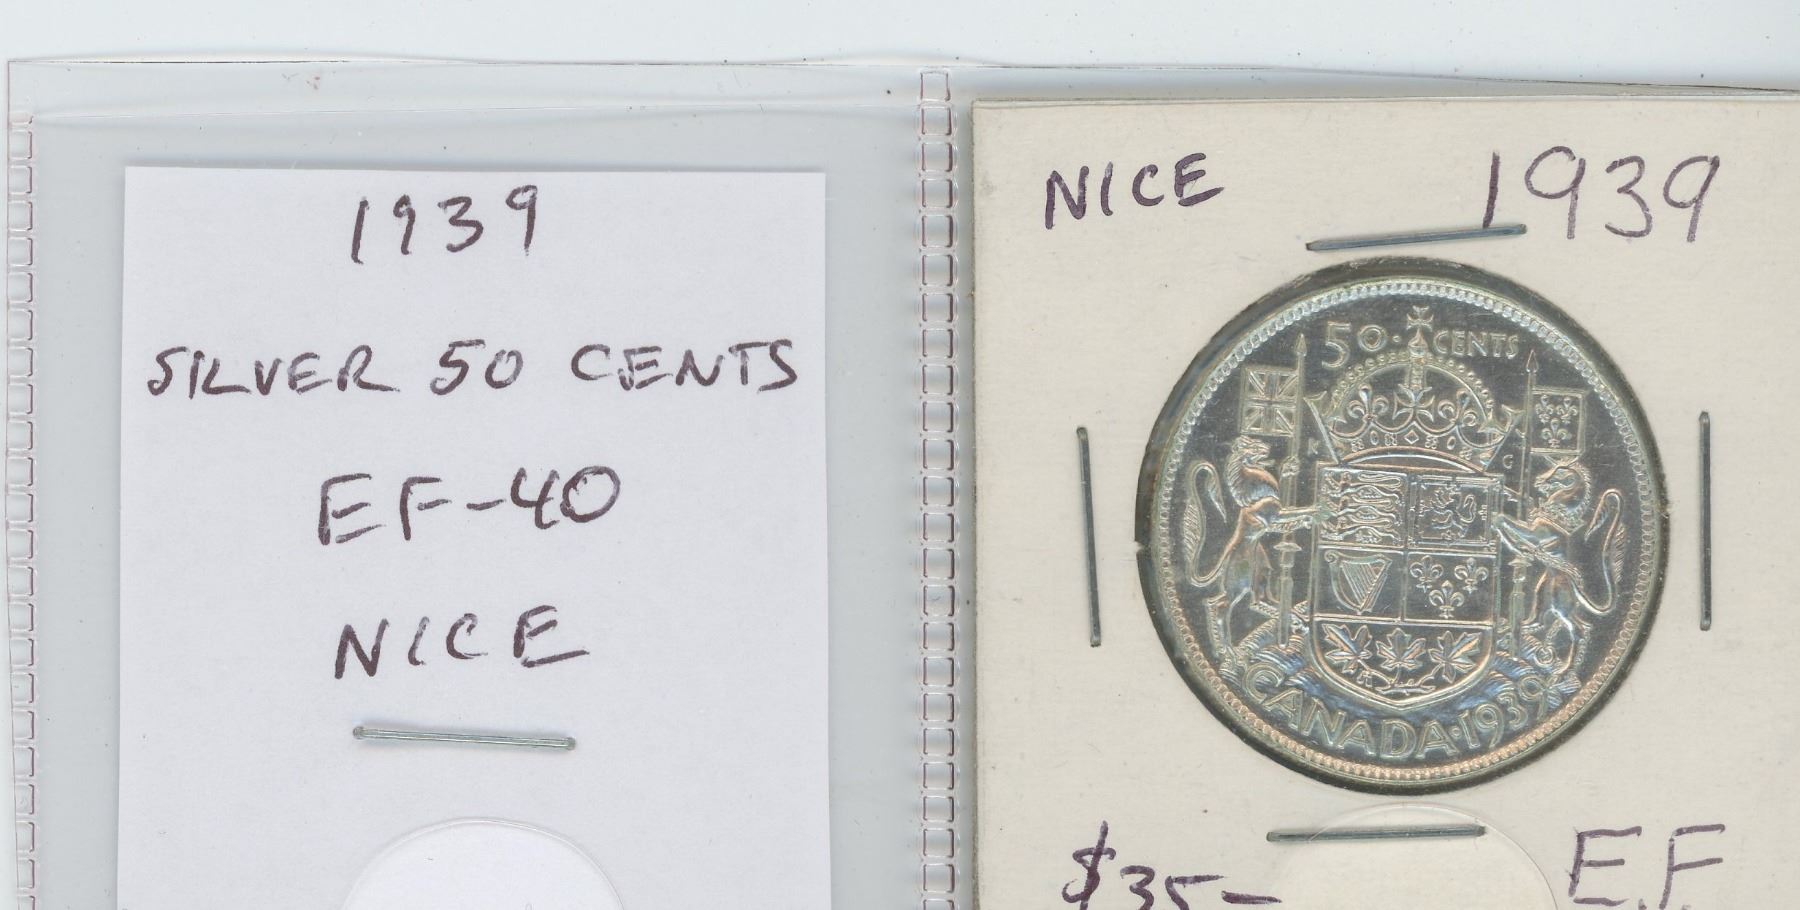 1939
SILVER 50 CENTS
EF-40
NICE
NICE 1939
50 · CENTS
K G
CANADA · 1939
$35- E.F.